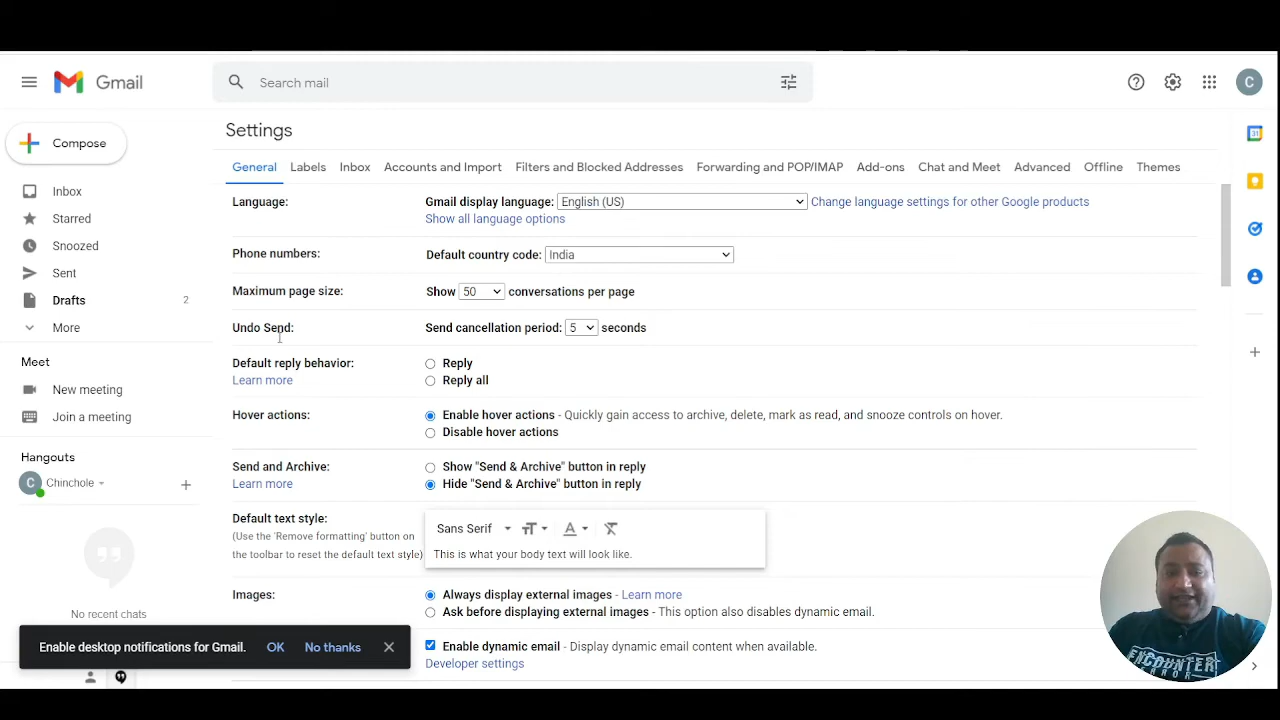 Gmail
Search mail
C
Compose
Inbox
Starred
Snoozed
Sent
Drafts 2
More
Meet
New meeting
Join a meeting
Hangouts
C Chinchole
No recent chats
Settings
General Labels Inbox Accounts and Import Filters and Blocked Addresses Forwarding and POP/IMAP Add-ons Chat and Meet Advanced Offline Themes
Language: Gmail display language: English (US) Change language settings for other Google products
Show all language options
Phone numbers: Default country code: India
Maximum page size: Show 50 conversations per page
Undo Send: Send cancellation period: 5 seconds
Default reply behavior: Reply
Learn more Reply all
Hover actions: Enable hover actions - Quickly gain access to archive, delete, mark as read, and snooze controls on hover.
Disable hover actions
Send and Archive: Show "Send & Archive" button in reply
Learn more Hide "Send & Archive" button in reply
Default text style: Sans Serif
(Use the 'Remove formatting' button on
the toolbar to reset the default text style) This is what your body text will look like.
Images: Always display external images - Learn more
Ask before displaying external images - This option also disables dynamic email.
Enable dynamic email - Display dynamic email content when available.
Developer settings
Enable desktop notifications for Gmail. OK No thanks
31
ENCOUNTER
ERROR